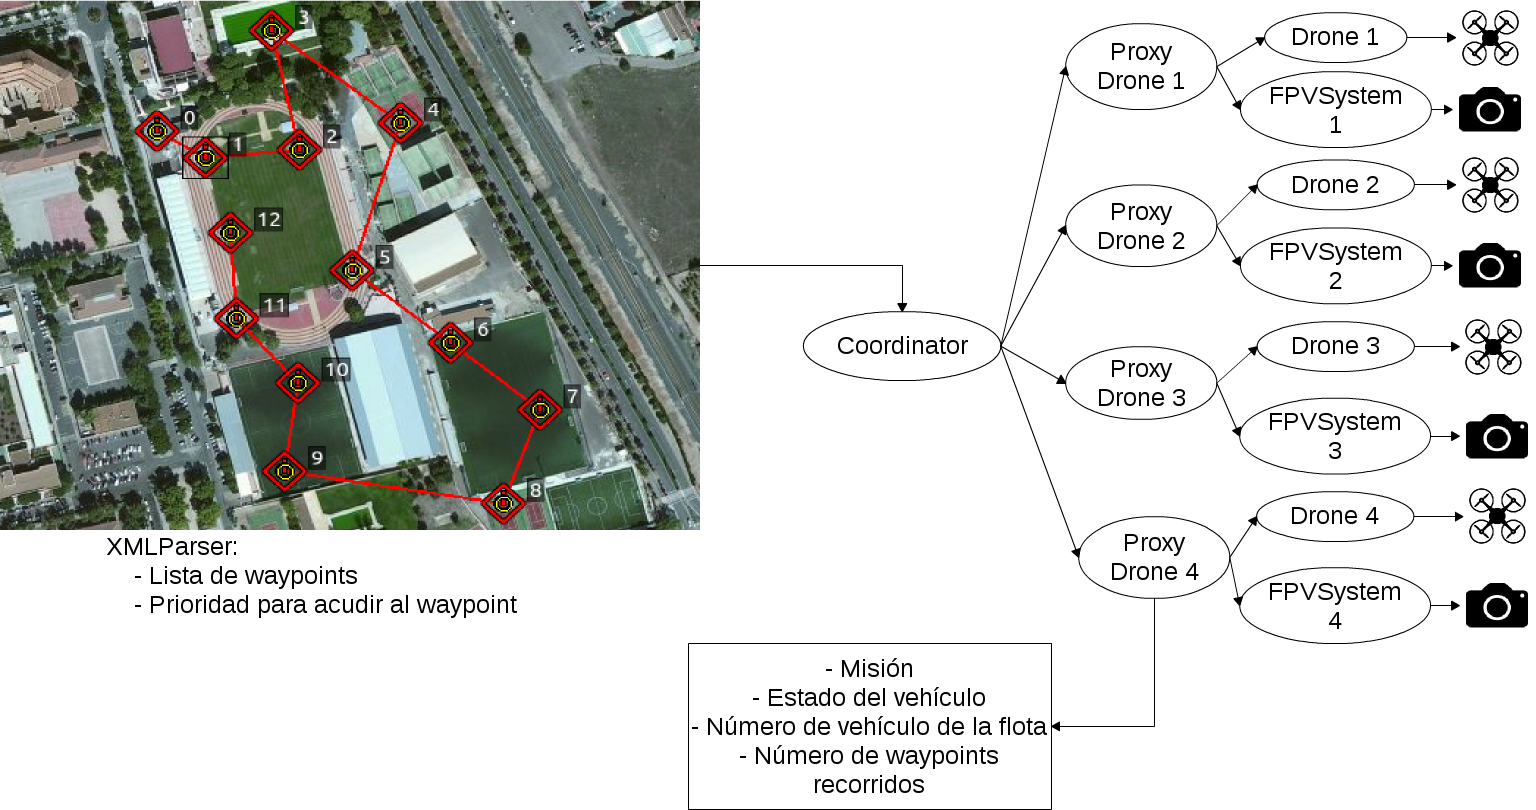 0
1
2
3
4
5
6
7
8
9
10
11
12
XMLParser:
- Lista de waypoints
- Prioridad para acudir al waypoint
Coordinator
Proxy
Drone 1
Drone 1
FPVSystem
1
Proxy
Drone 2
Drone 2
FPVSystem
2
Proxy
Drone 3
Drone 3
FPVSystem
3
Proxy
Drone 4
Drone 4
FPVSystem
4
- Misión
- Estado del vehículo
- Número de vehículo de la flota
- Número de waypoints
recorridos